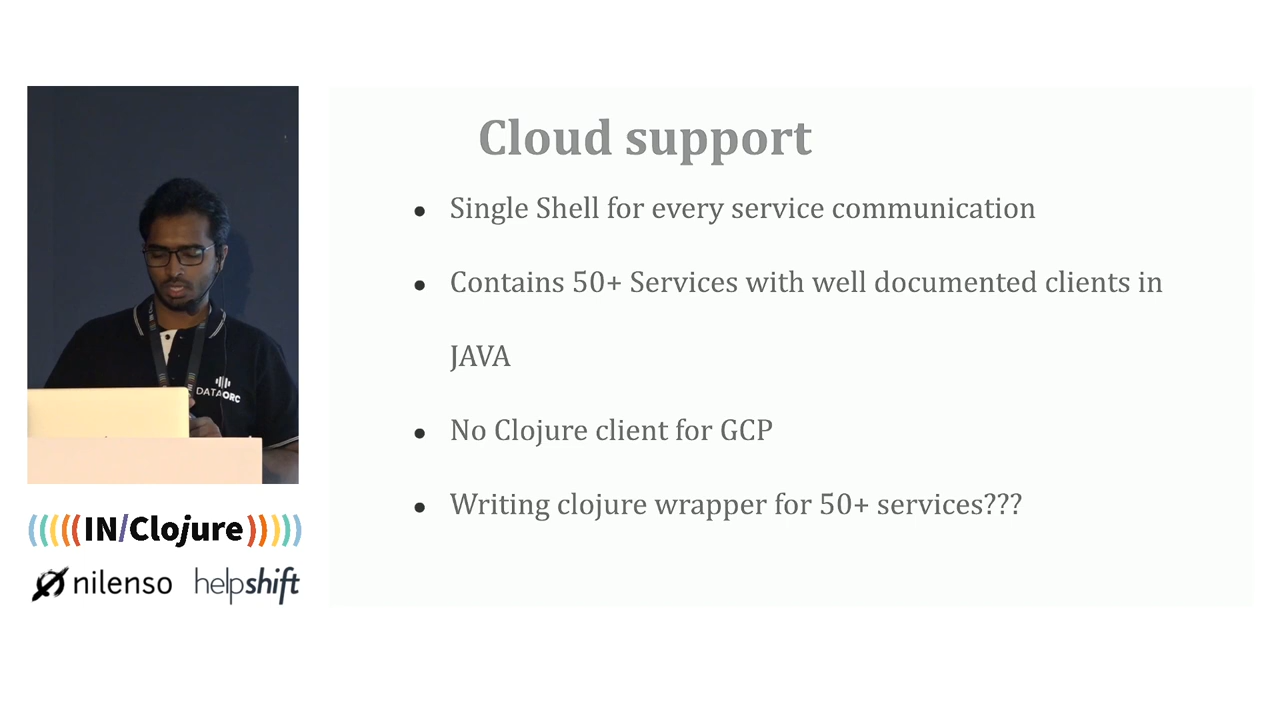 Cloud support
● Single Shell for every service communication
● Contains 50+ Services with well documented clients in
JAVA
● No Clojure client for GCP
● Writing clojure wrapper for 50+ services???
DATAORC
(((((IN/Clojure)))))
nilenso helpshift